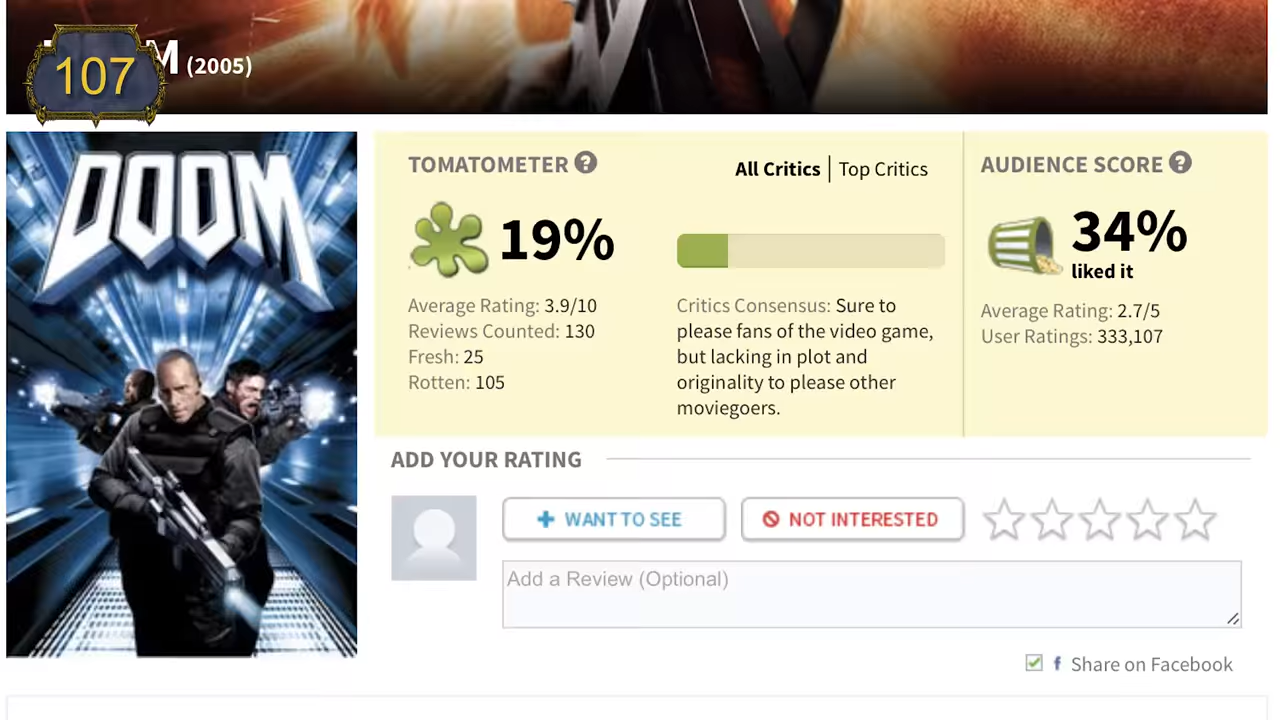 M (2005)
107
DOOM
TOMATOMETER ?
All Critics | Top Critics
19%
Average Rating: 3.9/10
Reviews Counted: 130
Fresh: 25
Rotten: 105
Critics Consensus: Sure to
please fans of the video game,
but lacking in plot and
originality to please other
moviegoers.
AUDIENCE SCORE ?
34%
liked it
Average Rating: 2.7/5
User Ratings: 333,107
ADD YOUR RATING
+ WANT TO SEE
NOT INTERESTED
Add a Review (Optional)
f Share on Facebook